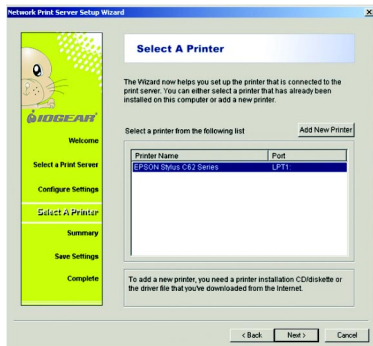 Network Print Server Setup Wizard
x
Select A Printer
The Wizard now helps you set up the printer that is connected to the
print server. You can either select a printer that has already been
installed on this computer or add a new printer.
IOGEAR
Select a printer from the following list
Add New Printer
Welcome
Select a Print Server
Configure Settings
Select A Printer
Summary
Save Settings
Complete
Printer Name Port
EPSON Stylus C62 Series LPT1:
To add a new printer, you need a printer installation CD/diskette or
the driver file that you've downloaded from the Internet.
< Back
Next >
Cancel